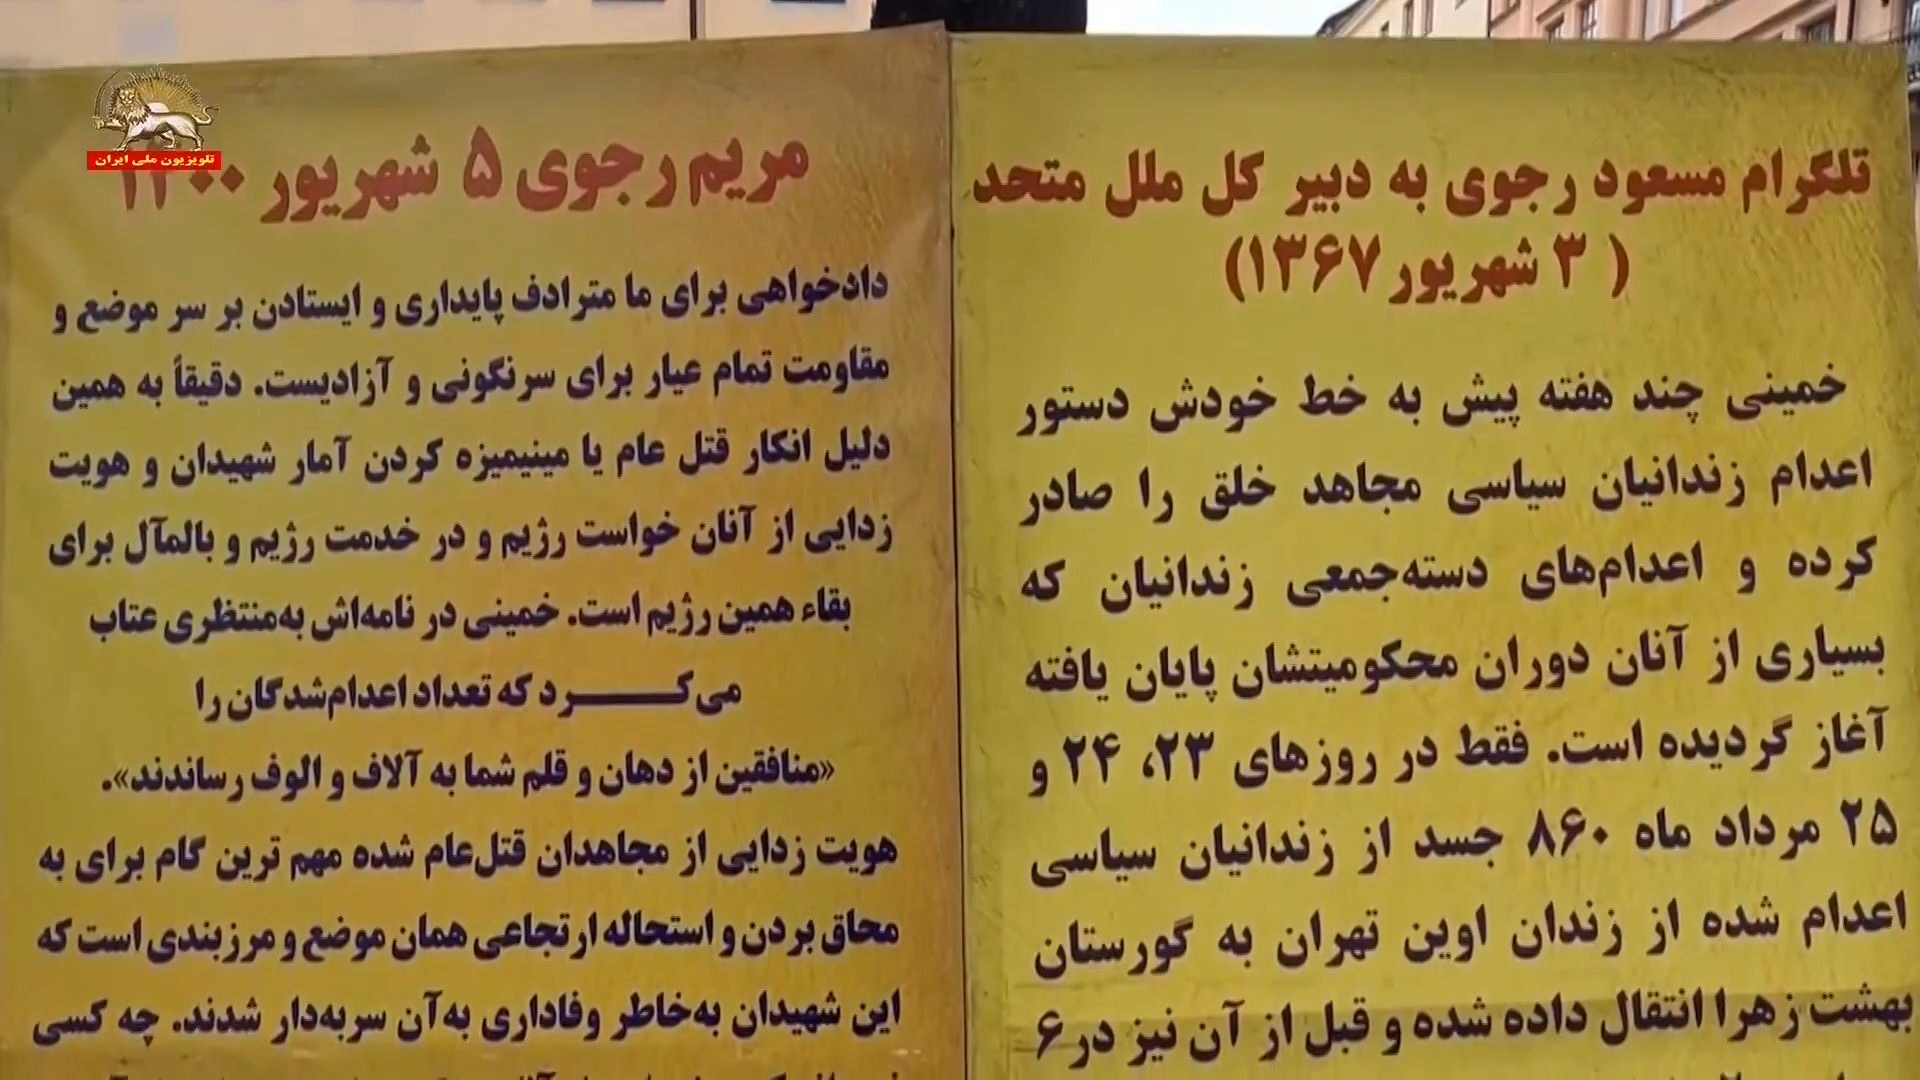 تلویزیون ملی ایران
تلگرام مسعود رجوی به دبیر کل ملل متحد
( ۳ شهریور ۱۳۶۷)
خمینی چند هفته پیش به خط خودش دستور
اعدام زندانیان سیاسی مجاهد خلق را صادر
کرده و اعدام‌های دسته‌جمعی زندانیان که
بسیاری از آنان دوران محکومیتشان پایان یافته
آغاز گردیده است. فقط در روزهای ۲۳، ۲۴ و
۲۵ مرداد ماه ۸۶۰ جسد از زندانیان سیاسی
اعدام شده از زندان اوین تهران به گورستان
بهشت زهرا انتقال داده شده و قبل از آن نیز در ۶
مریم رجوی ۵ شهریور ۱۴۰۰
دادخواهی برای ما مترادف پایداری و ایستادن بر سر موضع و
مقاومت تمام عیار برای سرنگونی و آزادیست. دقیقاً به همین
دلیل انکار قتل عام یا مینیمیزه کردن آمار شهیدان و هویت
زدایی از آنان خواست رژیم و در خدمت رژیم و بالمآل برای
بقاء همین رژیم است. خمینی در نامه‌اش به‌منتظری عتاب
می‌کـــــــرد که تعداد اعدام‌شدگان را
«منافقین از دهان و قلم شما به آلاف و الوف رساندند».
هویت زدایی از مجاهدان قتل‌عام شده مهم ترین گام برای به
محاق بردن و استحاله ارتجاعی همان موضع و مرزبندی است که
این شهیدان به‌خاطر وفاداری به‌آن سربه‌دار شدند. چه کسی